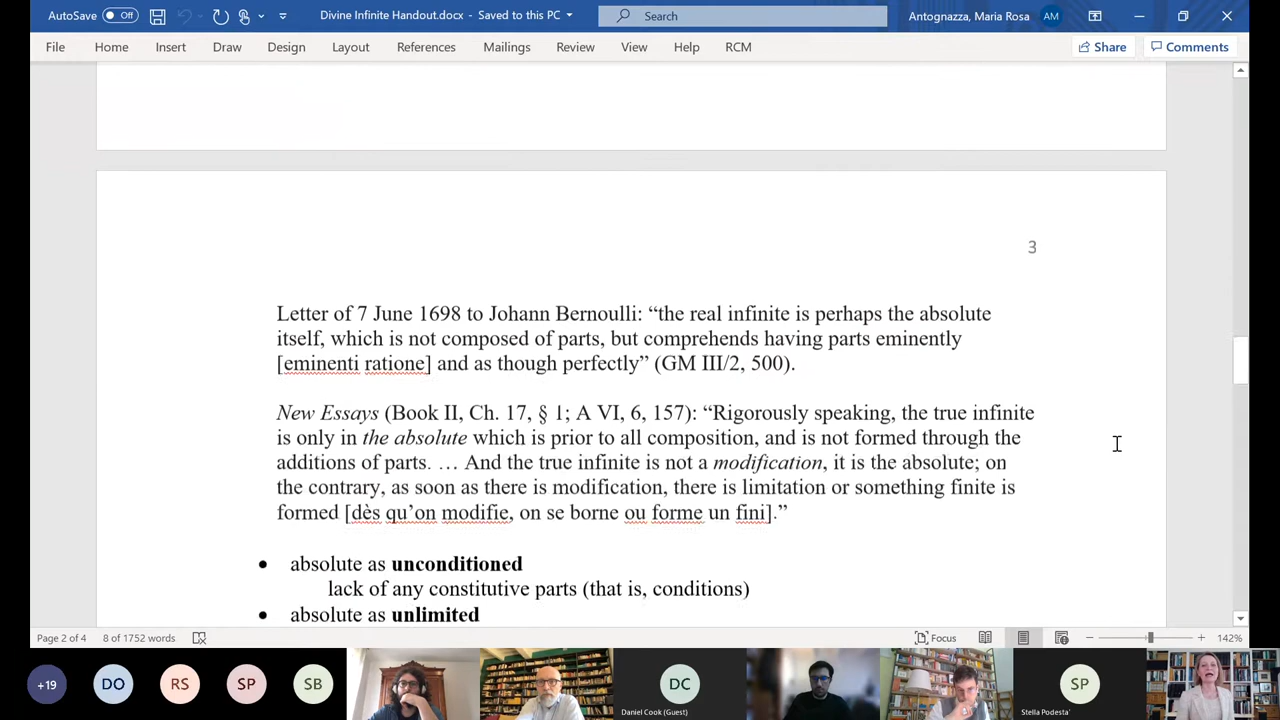 AutoSave Off Divine Infinite Handout.docx - Saved to this PC Search Antognazza, Maria Rosa AM
File Home Insert Draw Design Layout References Mailings Review View Help RCM Share Comments
3
Letter of 7 June 1698 to Johann Bernoulli: “the real infinite is perhaps the absolute
itself, which is not composed of parts, but comprehends having parts eminently
[eminenti ratione] and as though perfectly” (GM III/2, 500).
New Essays (Book II, Ch. 17, § 1; A VI, 6, 157): “Rigorously speaking, the true infinite
is only in the absolute which is prior to all composition, and is not formed through the
additions of parts. … And the true infinite is not a modification, it is the absolute; on
the contrary, as soon as there is modification, there is limitation or something finite is
formed [dès qu’on modifie, on se borne ou forme un fini].”
• absolute as unconditioned
lack of any constitutive parts (that is, conditions)
• absolute as unlimited
Page 2 of 4 8 of 1752 words Focus 142%
+19 DO RS SP SB DC SP
Daniel Cook (Guest) Stella Podesta'